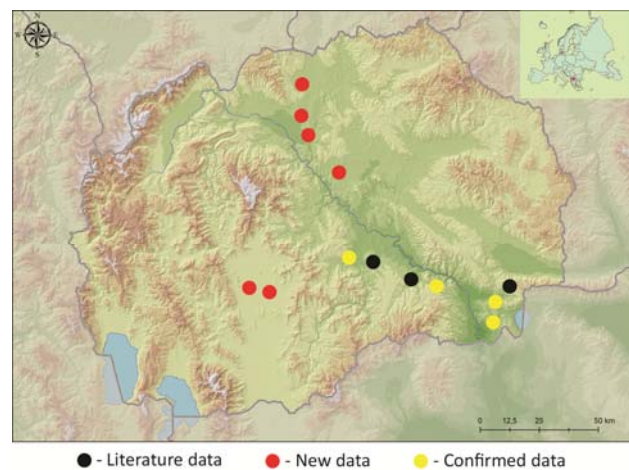 N
W E
S
0 12,5 25 50 km
- Literature data - New data - Confirmed data